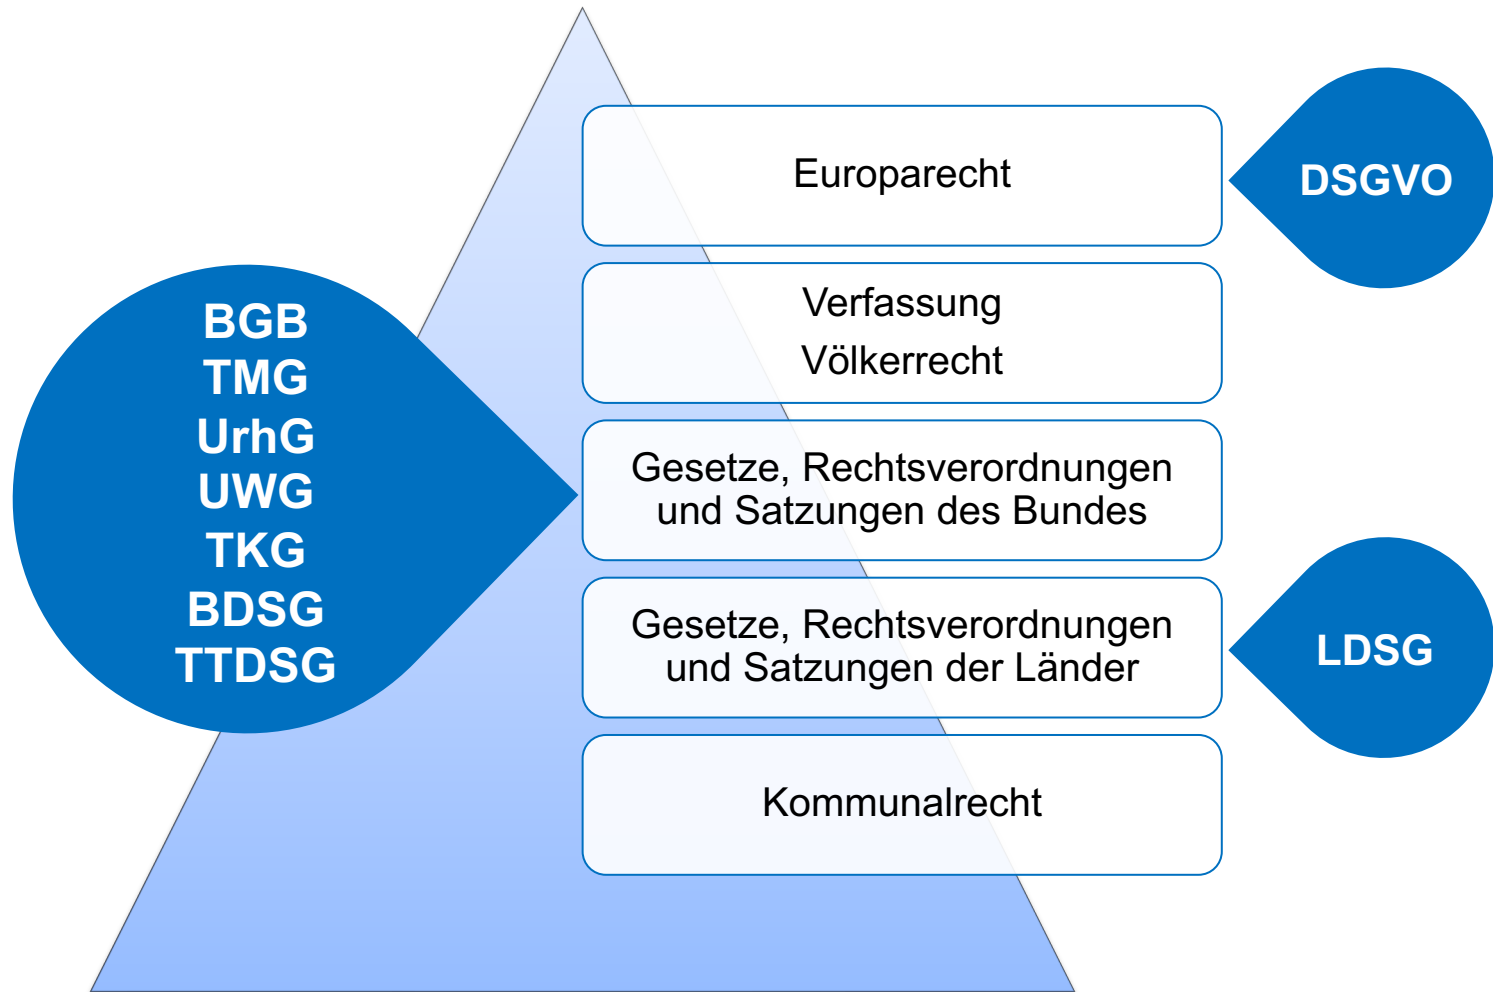 Europarecht
DSGVO
Verfassung
Völkerrecht
BGB
TMG
UrhG
UWG
TKG
BDSG
TTDSG
Gesetze, Rechtsverordnungen
und Satzungen des Bundes
Gesetze, Rechtsverordnungen
und Satzungen der Länder
LDSG
Kommunalrecht